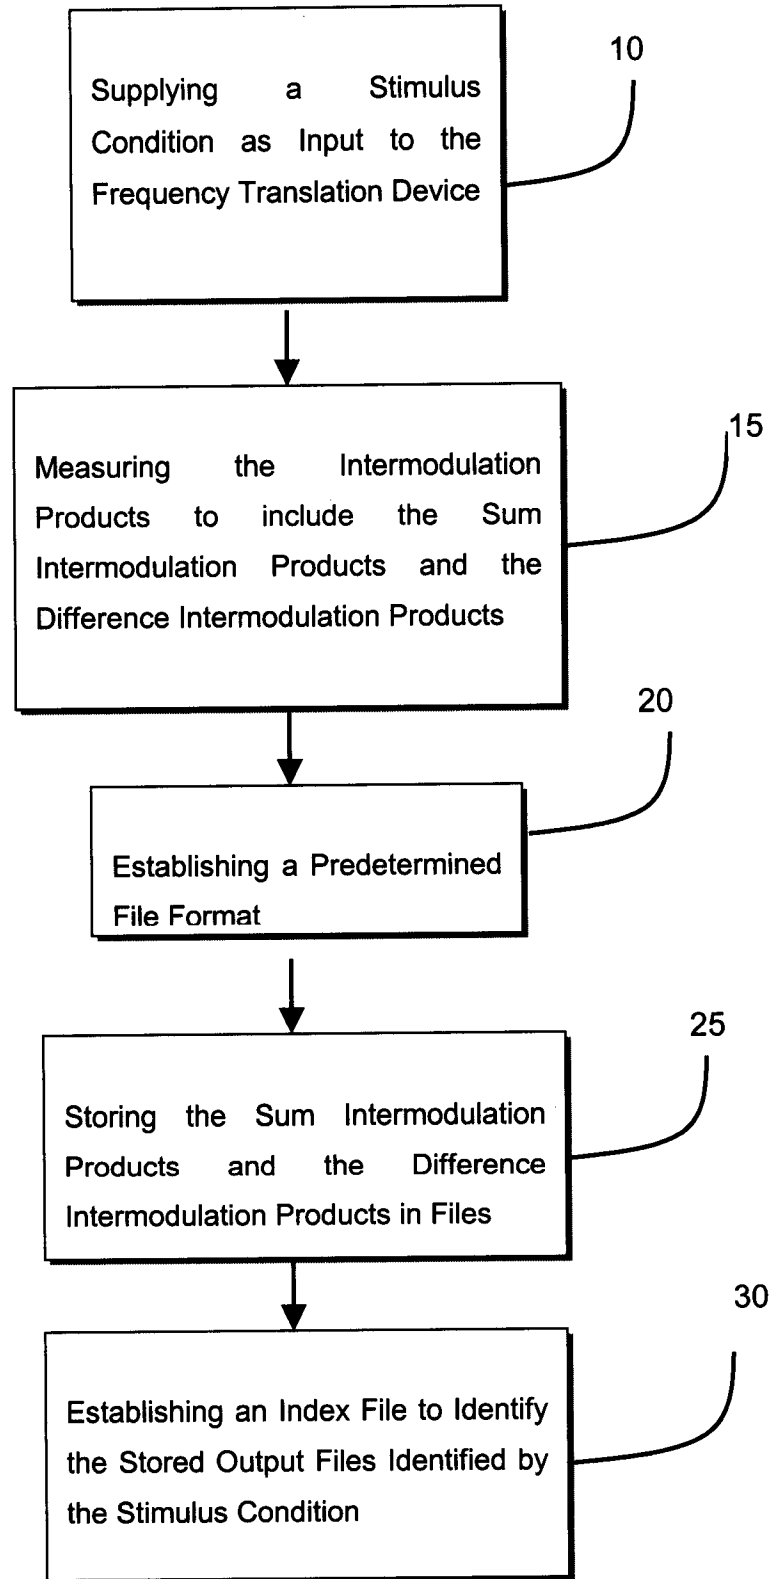 10
Supplying a Stimulus
Condition as Input to the
Frequency Translation Device
15
Measuring the Intermodulation
Products to include the Sum
Intermodulation Products and the
Difference Intermodulation Products
20
Establishing a Predetermined
File Format
25
Storing the Sum Intermodulation
Products and the Difference
Intermodulation Products in Files
30
Establishing an Index File to Identify
the Stored Output Files Identified by
the Stimulus Condition